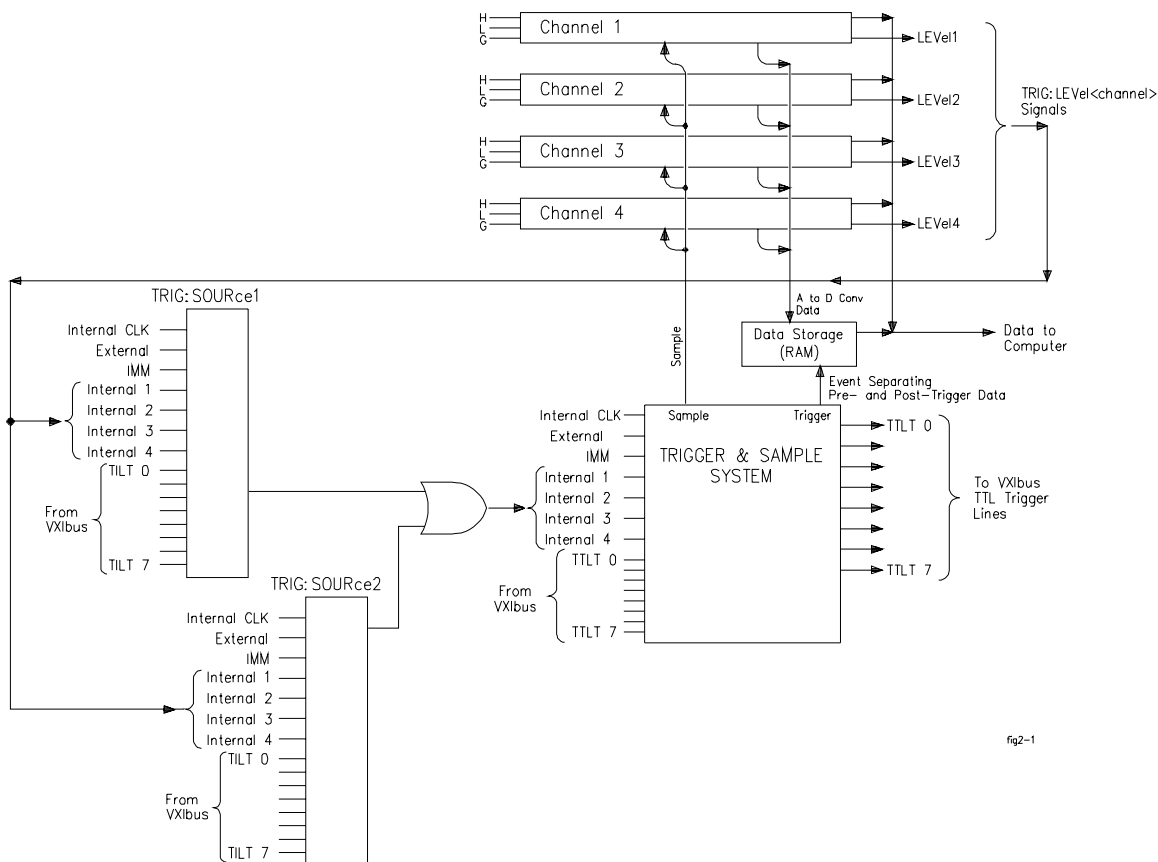 H
L
G
Channel 1
LEVel1
H
L
G
Channel 2
LEVel2
TRIG:LEVel<channel>
Signals
H
L
G
Channel 3
LEVel3
H
L
G
Channel 4
LEVel4
TRIG:SOURce1
Internal CLK
External
IMM
Internal 1
Internal 2
Internal 3
Internal 4
TILT 0
From
VXIbus
TILT 7
A to D Conv
Data
Sample
Data Storage
(RAM)
Data to
Computer
Event Separating
Pre- and Post-Trigger Data
Sample
Trigger
TRIGGER & SAMPLE
SYSTEM
Internal CLK
External
IMM
Internal 1
Internal 2
Internal 3
Internal 4
TTLT 0
From
VXIbus
TTLT 7
TTLT 0
To VXIbus
TTL Trigger
Lines
TTLT 7
TRIG:SOURce2
Internal CLK
External
IMM
Internal 1
Internal 2
Internal 3
Internal 4
TILT 0
From
VXIbus
TILT 7
fig2-1